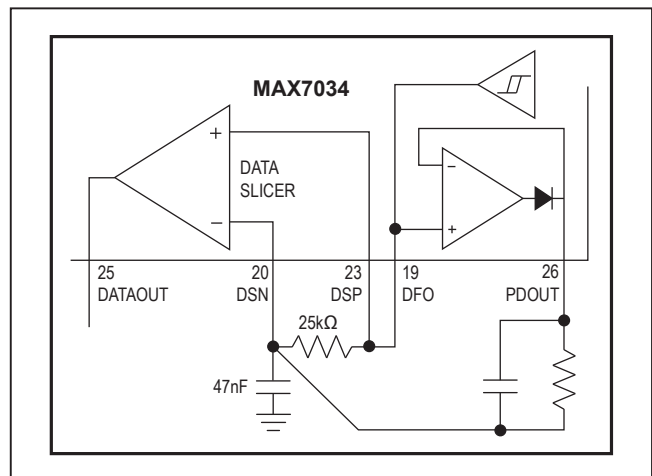 MAX7034
+
−
DATA
SLICER
−
+
25
DATAOUT
20
DSN
23
DSP
19
DFO
26
PDOUT
25kΩ
47nF